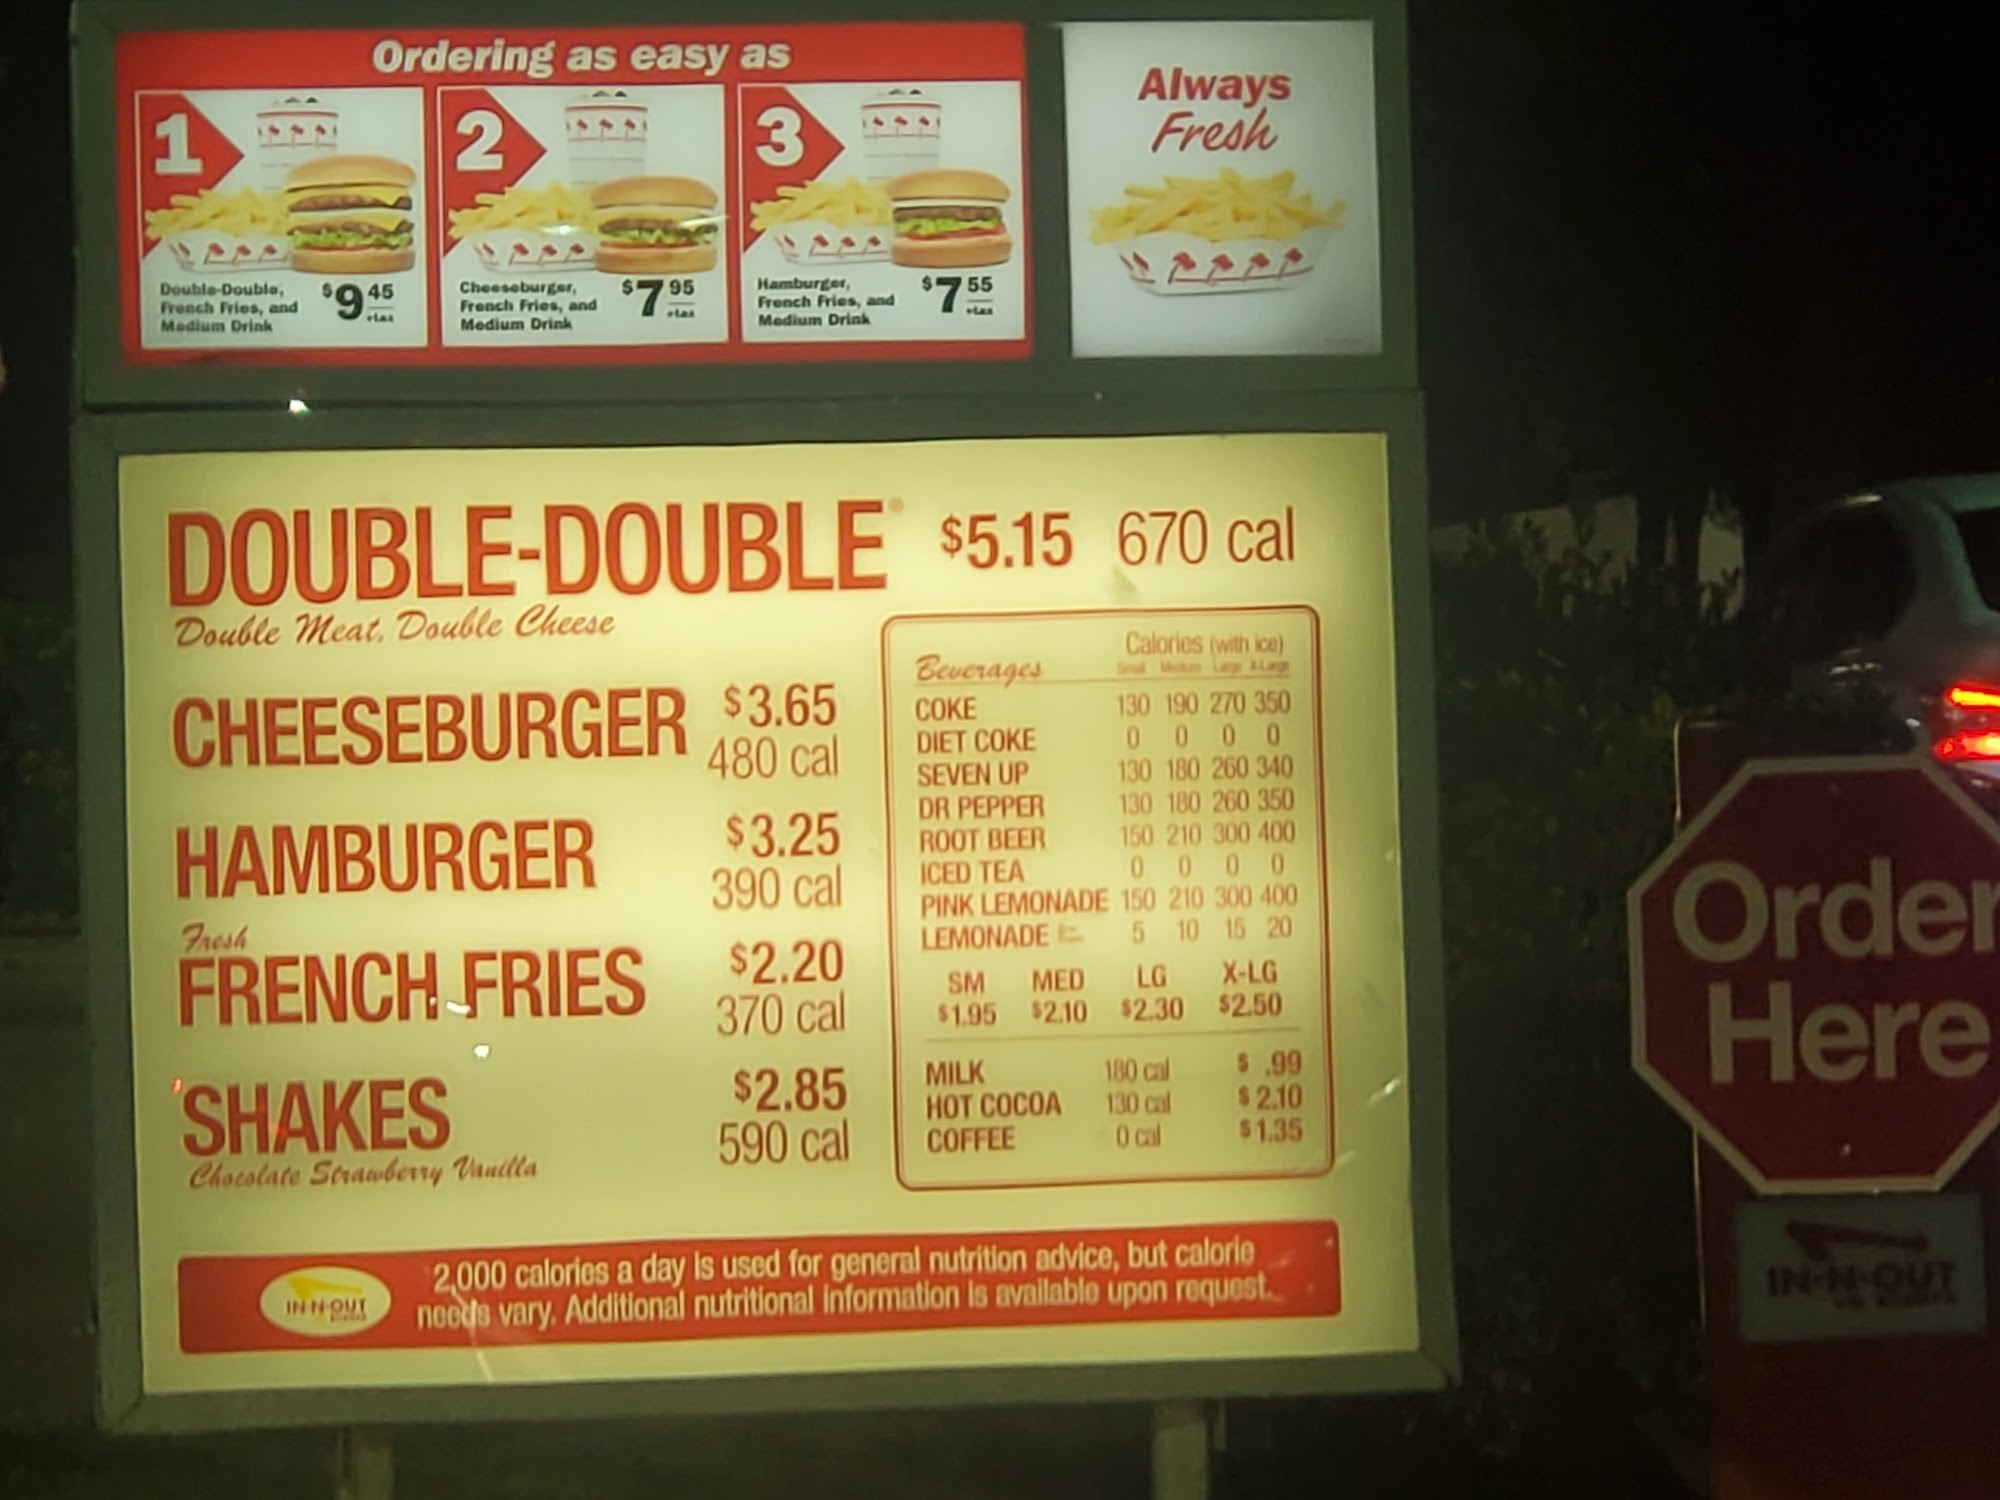 Ordering as easy as
1
Double-Double,
French Fries, and
Medium Drink
$9 45
+tax
2
Cheeseburger,
French Fries, and
Medium Drink
$7 95
+tax
3
Hamburger,
French Fries, and
Medium Drink
$7 55
+tax
Always
Fresh
DOUBLE-DOUBLE® $5.15 670 cal
Double Meat, Double Cheese
CHEESEBURGER $3.65
480 cal
HAMBURGER $3.25
390 cal
Fresh
FRENCH FRIES $2.20
370 cal
SHAKES $2.85
590 cal
Chocolate Strawberry Vanilla
Calories (with ice)
Beverages Small Medium Large X-Large
COKE 130 190 270 350
DIET COKE 0 0 0 0
SEVEN UP 130 180 260 340
DR PEPPER 130 180 260 350
ROOT BEER 150 210 300 400
ICED TEA 0 0 0 0
PINK LEMONADE 150 210 300 400
LEMONADE 5 10 15 20
SM MED LG X-LG
$1.95 $2.10 $2.30 $2.50
MILK 180 cal $ .99
HOT COCOA 130 cal $2.10
COFFEE 0 cal $1.35
IN-N-OUT
BURGER
2,000 calories a day is used for general nutrition advice, but calorie
needs vary. Additional nutritional information is available upon request.
Order
Here
IN-N-OUT